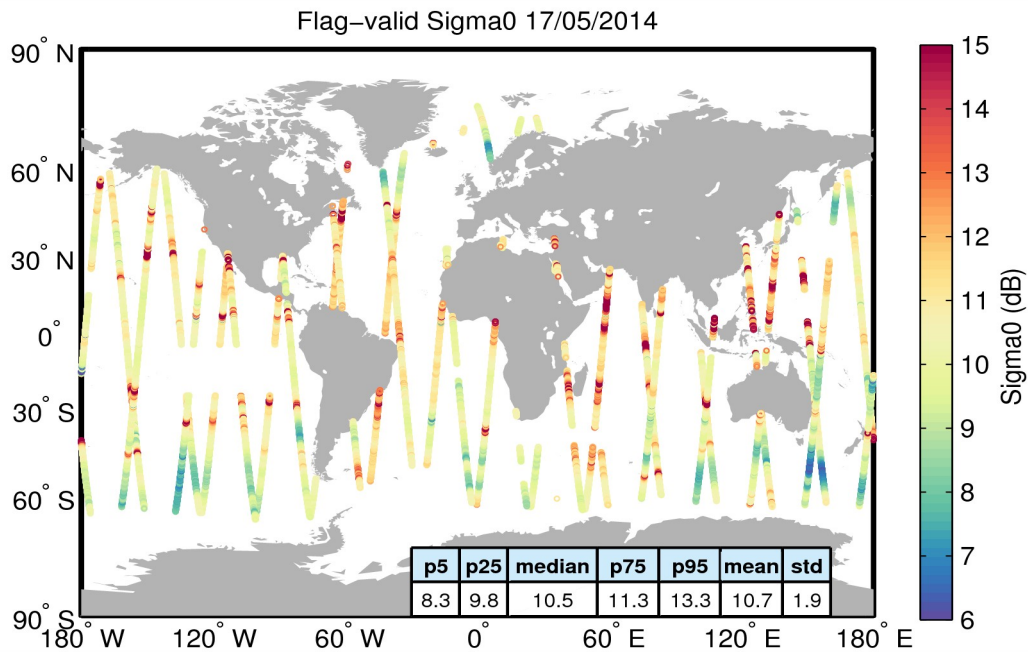 Flag−valid Sigma0 17/05/2014
90° N
60° N
30° N
0°
30° S
60° S
90° S
180° W
120° W
60° W
0°
60° E
120° E
180° E
15
14
13
12
11
10
9
8
7
6
Sigma0 (dB)
p5 p25 median p75 p95 mean std
8.3 9.8 10.5 11.3 13.3 10.7 1.9